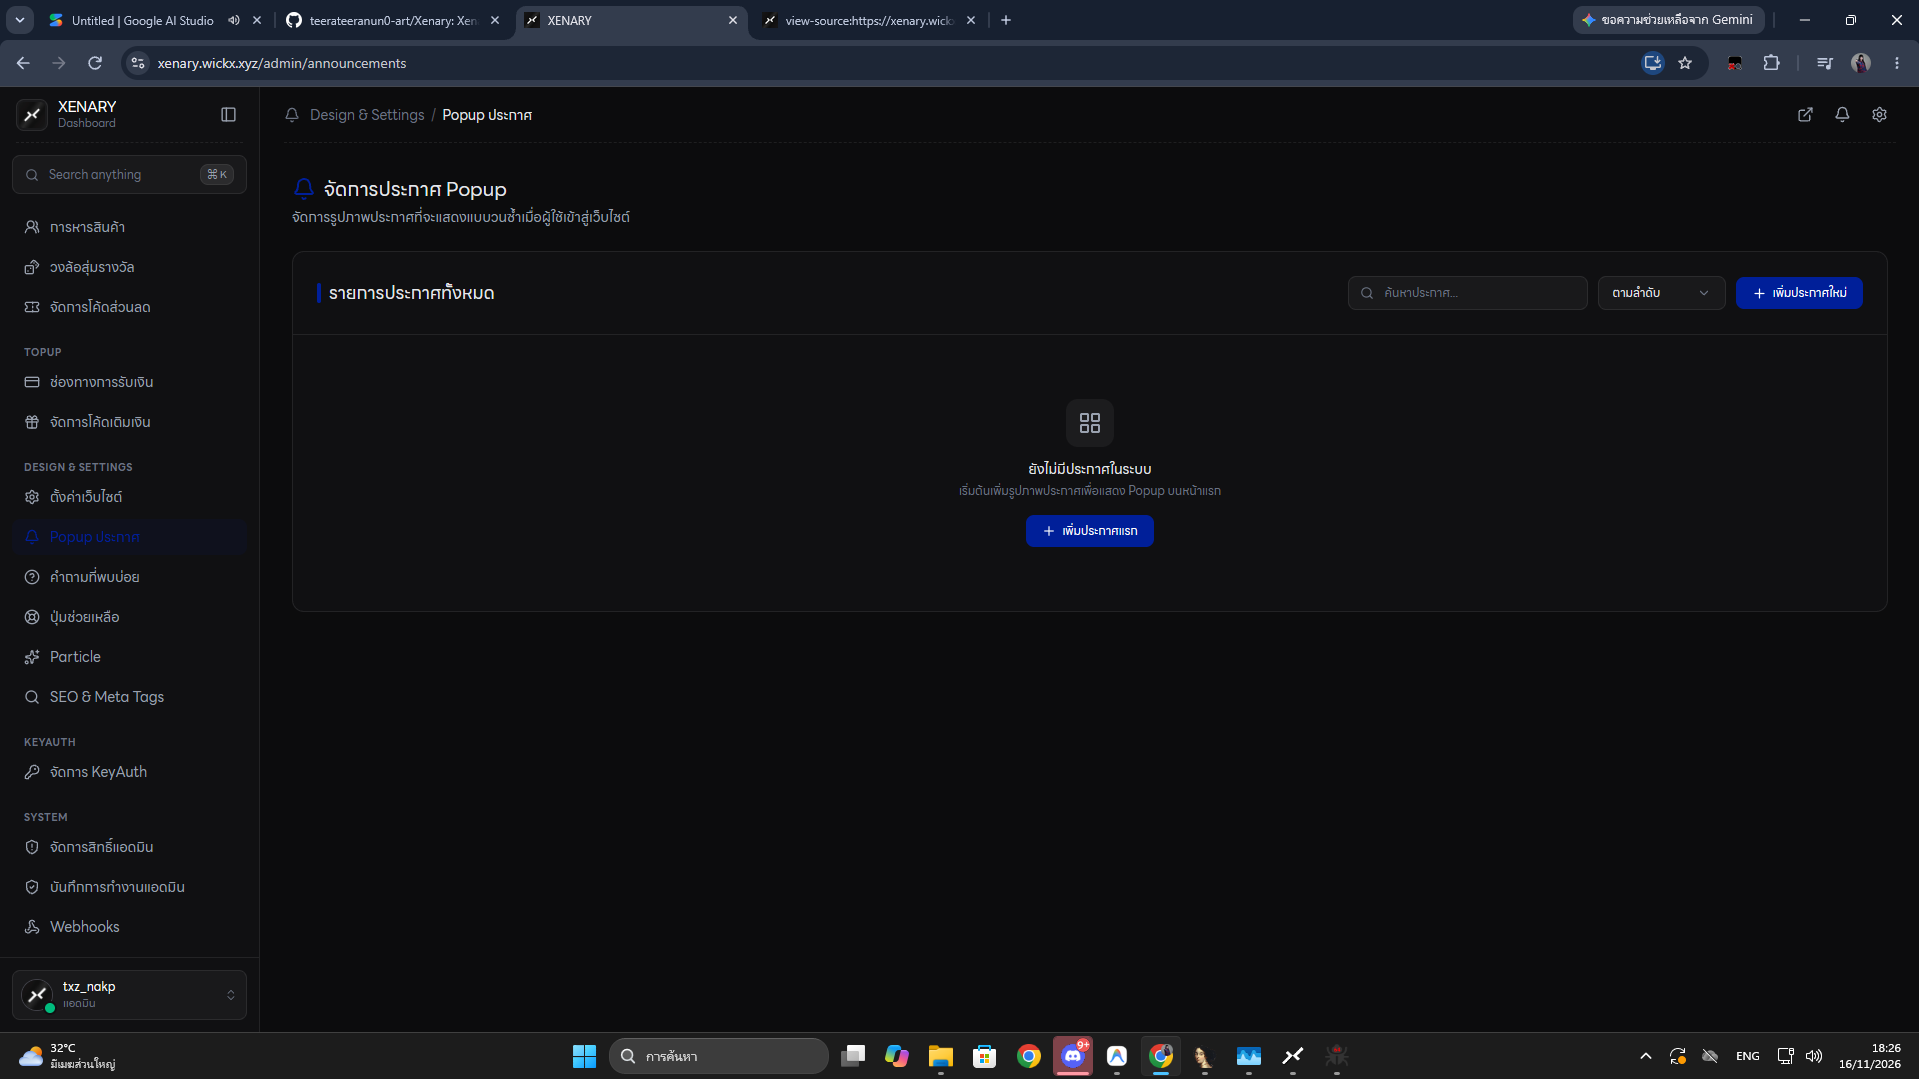 Untitled | Google AI Studio
teerateeranun0-art/Xenary: Xen
XENARY
view-source:https://xenary.wick
ขอความช่วยเหลือจาก Gemini
xenary.wickx.xyz/admin/announcements
XENARY
Dashboard
Search anything
⌘ K
การหารสินค้า
วงล้อสุ่มรางวัล
จัดการโค้ดส่วนลด
TOPUP
ช่องทางการรับเงิน
จัดการโค้ดเติมเงิน
DESIGN & SETTINGS
ตั้งค่าเว็บไซต์
Popup ประกาศ
คำถามที่พบบ่อย
ปุ่มช่วยเหลือ
Particle
SEO & Meta Tags
KEYAUTH
จัดการ KeyAuth
SYSTEM
จัดการสิทธิ์แอดมิน
บันทึกการทำงานแอดมิน
Webhooks
txz_nakp
แอดมิน
Design & Settings / Popup ประกาศ
จัดการประกาศ Popup
จัดการรูปภาพประกาศที่จะแสดงแบบวนซ้ำเมื่อผู้ใช้เข้าสู่เว็บไซต์
รายการประกาศทั้งหมด
ค้นหาประกาศ...
ตามลำดับ
เพิ่มประกาศใหม่
ยังไม่มีประกาศในระบบ
เริ่มต้นเพิ่มรูปภาพประกาศเพื่อแสดง Popup บนหน้าแรก
เพิ่มประกาศแรก
32°C
มีเมฆส่วนใหญ่
การค้นหา
9+
ENG
18:26
16/11/2026